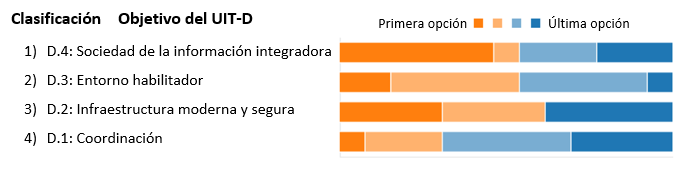 Clasificación Objetivo del UIT-D
Primera opción Última opción
1) D.4: Sociedad de la información integradora
2) D.3: Entorno habilitador
3) D.2: Infraestructura moderna y segura
4) D.1: Coordinación